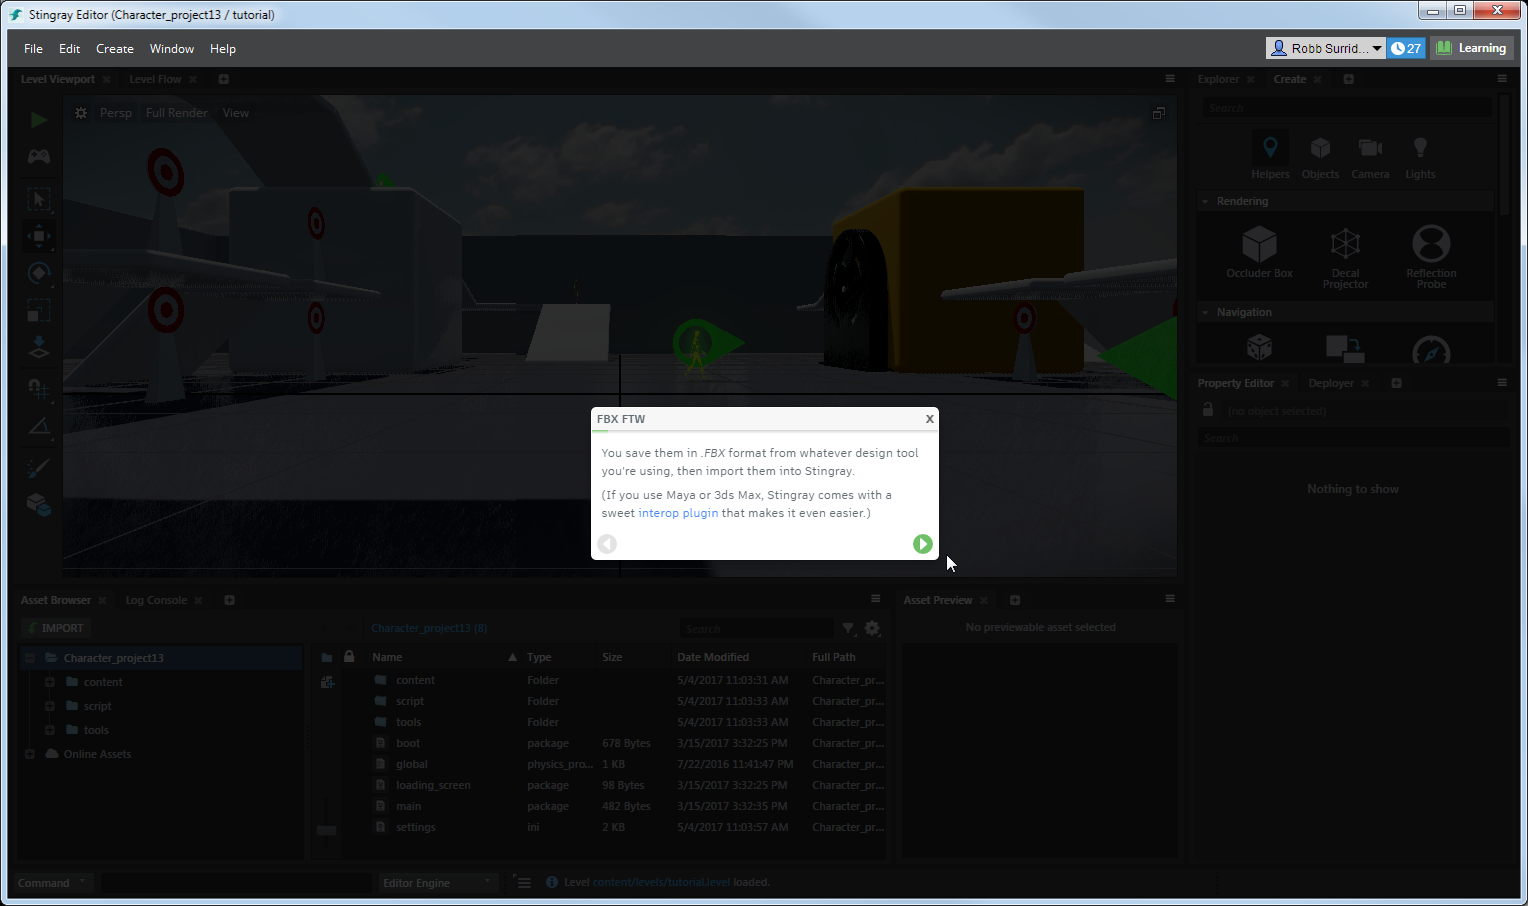 Stingray Editor (Character_project13 / tutorial)
File Edit Create Window Help
Robb Surrid... 27 Learning
Level Viewport Level Flow
Explorer Create
Persp Full Render View
Search
Helpers Objects Camera Lights
Rendering
Occluder Box Decal Projector Reflection Probe
Navigation
Property Editor Deployer
(no object selected)
Search
Nothing to show
FBX FTW X
You save them in .FBX format from whatever design tool
you're using, then import them into Stingray.
(If you use Maya or 3ds Max, Stingray comes with a
sweet interop plugin that makes it even easier.)
Asset Browser Log Console
IMPORT
Character_project13
content
script
tools
Online Assets
Character_project13 (8)
Search
Name Type Size Date Modified Full Path
content Folder 5/4/2017 11:03:31 AM Character_pr...
script Folder 5/4/2017 11:03:33 AM Character_pr...
tools Folder 5/4/2017 11:03:33 AM Character_pr...
boot package 678 Bytes 3/15/2017 3:32:25 PM Character_pr...
global physics_pro... 1 KB 7/22/2016 11:41:47 PM Character_pr...
loading_screen package 98 Bytes 3/15/2017 3:32:25 PM Character_pr...
main package 482 Bytes 3/15/2017 3:32:35 PM Character_pr...
settings ini 2 KB 5/4/2017 11:03:57 AM Character_pr...
Asset Preview
No previewable asset selected
Command Editor Engine Level content/levels/tutorial.level loaded.